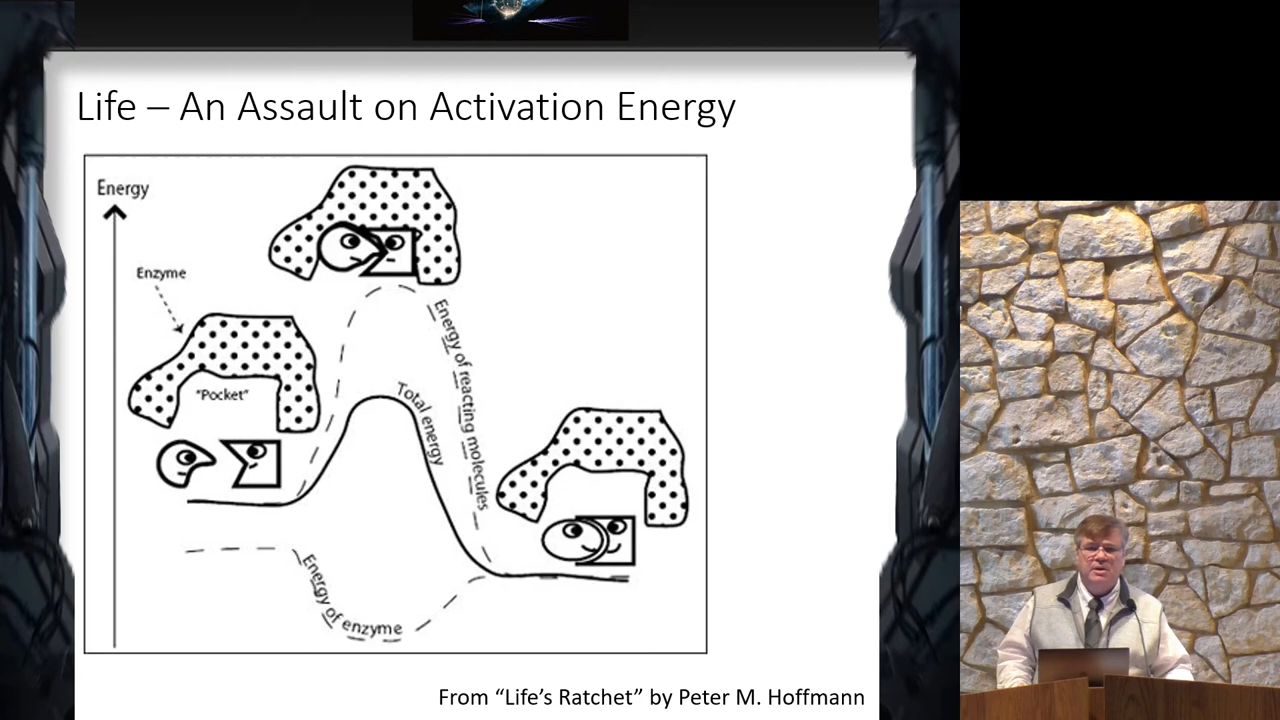 Life – An Assault on Activation Energy
Energy
Enzyme
"Pocket"
Energy of reacting molecules
Total energy
Energy of enzyme
From “Life’s Ratchet” by Peter M. Hoffmann